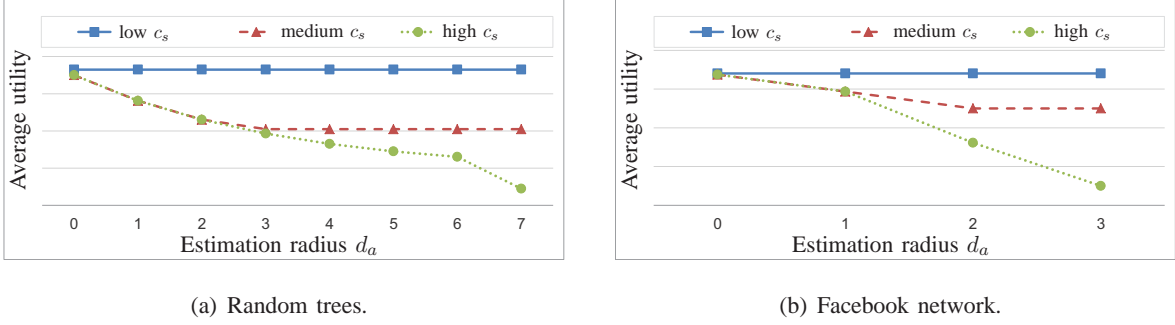 low c_s medium c_s high c_s
Average utility
0 1 2 3 4 5 6 7
Estimation radius d_a
(a) Random trees.
low c_s medium c_s high c_s
Average utility
0 1 2 3
Estimation radius d_a
(b) Facebook network.